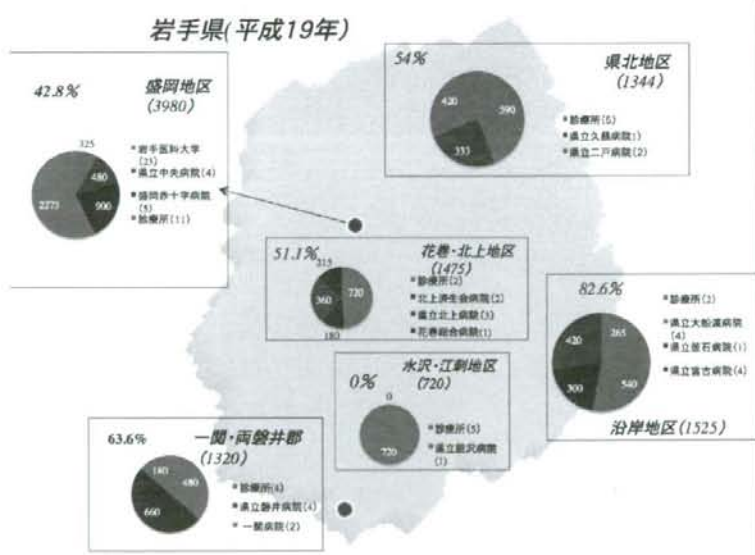 岩手県(平成19年)
42.8%
盛岡地区
(3980)
325
480
900
2275
岩手医科大学
(23)
県立中央病院(4)
盛岡赤十字病院
(5)
診療所(11)
54%
県北地区
(1344)
420
590
333
診療所(5)
県立久慈病院(1)
県立二戸病院(2)
51.1%
花巻・北上地区
(1475)
215
360
720
180
診療所(2)
北上済生会病院(2)
県立北上病院(3)
花巻総合病院(1)
82.6%
265
420
300
540
診療所(2)
県立大船渡病院
(4)
県立釜石病院(1)
県立宮古病院(4)
沿岸地区(1525)
0%
水沢・江刺地区
(720)
0
720
診療所(5)
県立胆沢病院
(1)
63.6%
一関・両磐井郡
(1320)
180
480
660
診療所(4)
県立磐井病院(4)
一関病院(2)